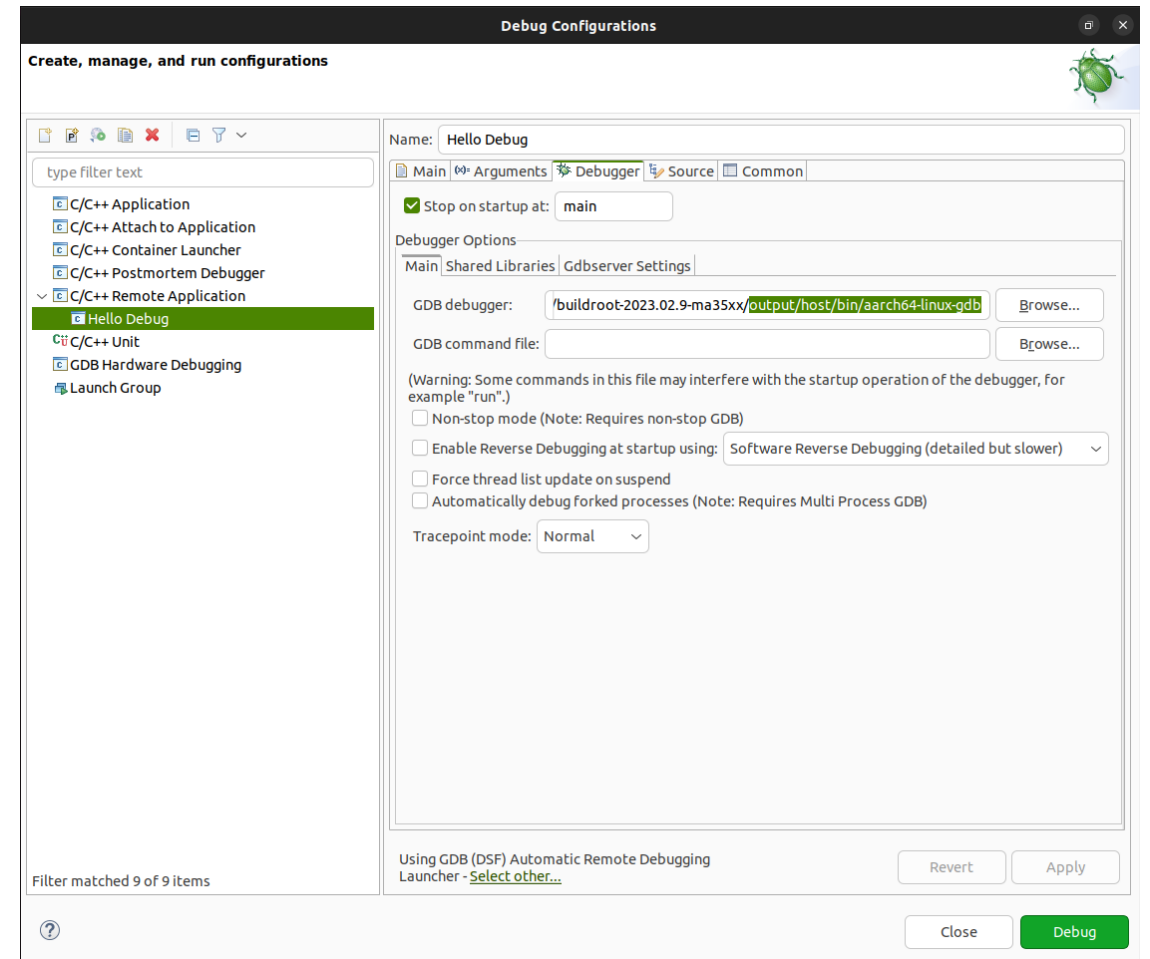 Debug Configurations
Create, manage, and run configurations
type filter text
C/C++ Application
C/C++ Attach to Application
C/C++ Container Launcher
C/C++ Postmortem Debugger
C/C++ Remote Application
Hello Debug
C/C++ Unit
GDB Hardware Debugging
Launch Group
Filter matched 9 of 9 items
Name: Hello Debug
Main Arguments Debugger Source Common
Stop on startup at: main
Debugger Options
Main Shared Libraries Gdbserver Settings
GDB debugger: /buildroot-2023.02.9-ma35xx/output/host/bin/aarch64-linux-gdb Browse...
GDB command file: Browse...
(Warning: Some commands in this file may interfere with the startup operation of the debugger, for
example "run".)
Non-stop mode (Note: Requires non-stop GDB)
Enable Reverse Debugging at startup using: Software Reverse Debugging (detailed but slower)
Force thread list update on suspend
Automatically debug forked processes (Note: Requires Multi Process GDB)
Tracepoint mode: Normal
Using GDB (DSF) Automatic Remote Debugging
Launcher - Select other...
Revert Apply
Close Debug